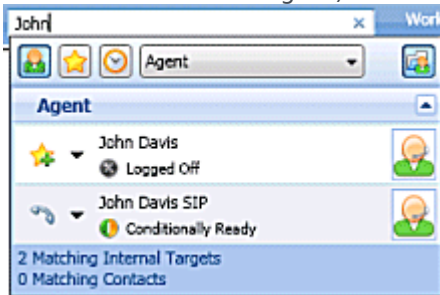 John
Work
Agent
Agent
John Davis
Logged Off
John Davis SIP
Conditionally Ready
2 Matching Internal Targets
0 Matching Contacts